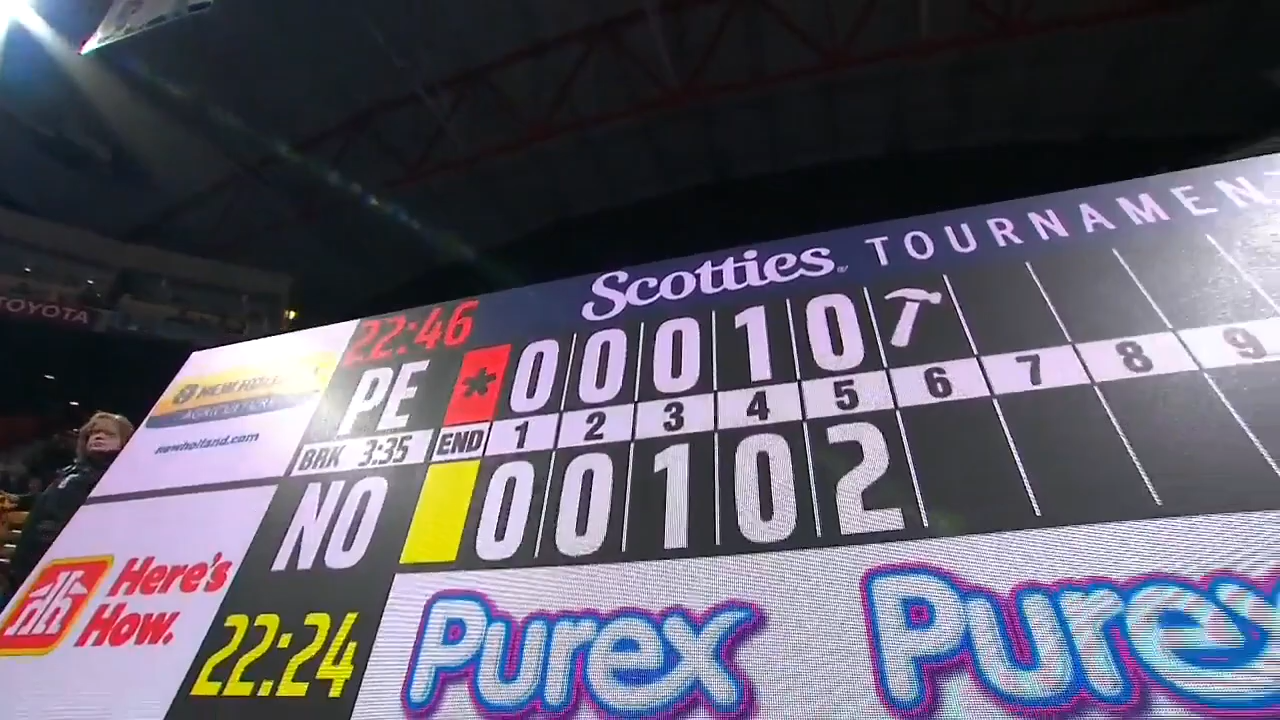 TOYOTA
Scotties TOURNAMEN
22:46
NEW HOLLAND
AGRICULTURE
newholland.com
PE * 0 0 0 1 0
BRK 3:35 END 1 2 3 4 5 6 7 8 9
NO 0 0 1 0 2
Here's
How.
22:24
Purex Purex